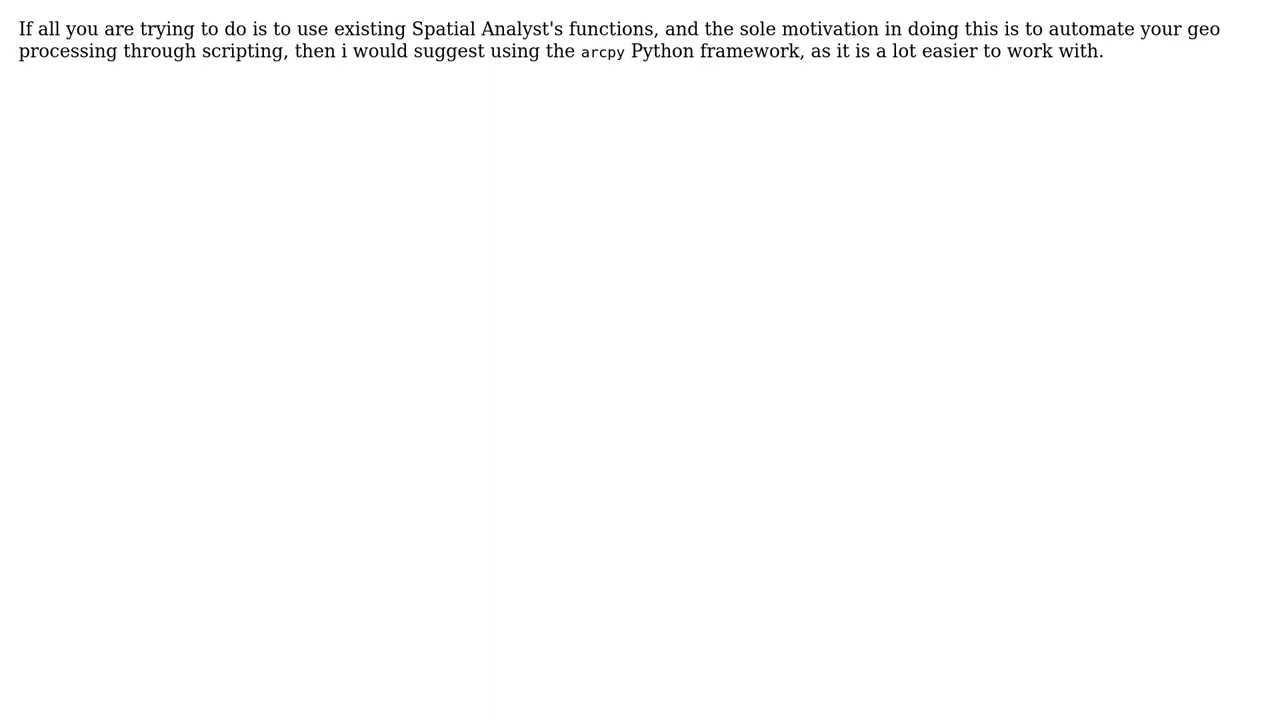 If all you are trying to do is to use existing Spatial Analyst's functions, and the sole motivation in doing this is to automate your geo
processing through scripting, then i would suggest using the arcpy Python framework, as it is a lot easier to work with.